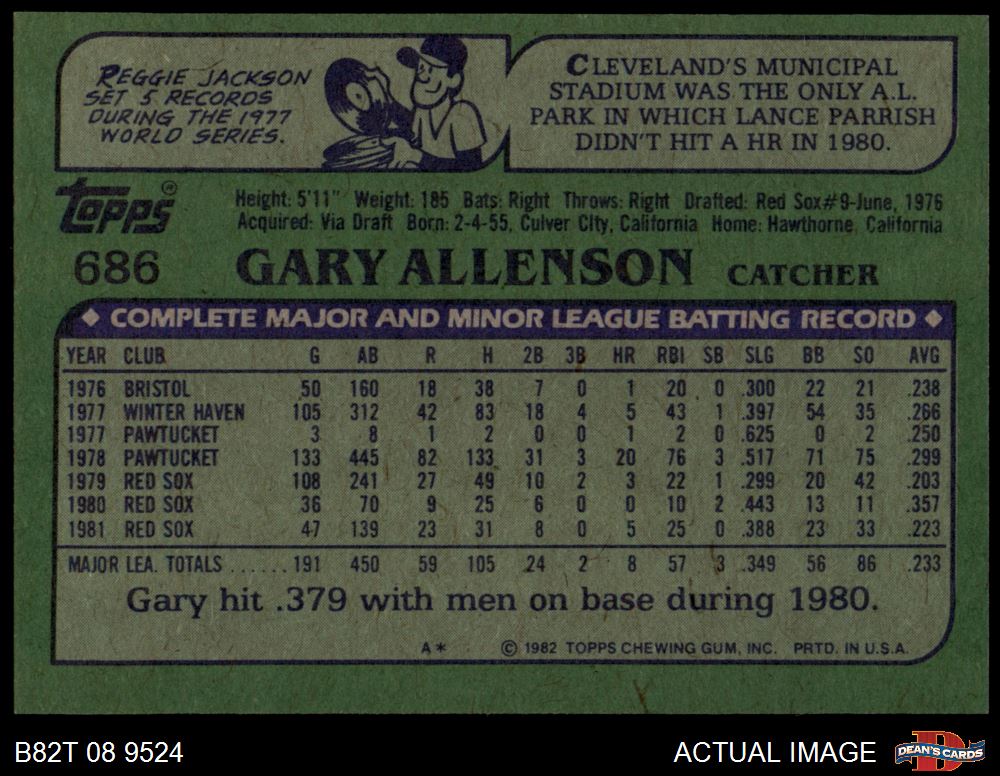 REGGIE JACKSON
SET 5 RECORDS
DURING THE 1977
WORLD SERIES.
CLEVELAND'S MUNICIPAL
STADIUM WAS THE ONLY A.L.
PARK IN WHICH LANCE PARRISH
DIDN'T HIT A HR IN 1980.
Topps®
Height: 5'11" Weight: 185 Bats: Right Throws: Right Drafted: Red Sox#9-June, 1976
Acquired: Via Draft Born: 2-4-55, Culver City, California Home: Hawthorne, California
686 GARY ALLENSON CATCHER
◆ COMPLETE MAJOR AND MINOR LEAGUE BATTING RECORD ◆
YEAR CLUB G AB R H 2B 3B HR RBI SB SLG BB SO AVG
1976 BRISTOL 50 160 18 38 7 0 1 20 0 .300 22 21 .238
1977 WINTER HAVEN 105 312 42 83 18 4 5 43 1 .397 54 35 .266
1977 PAWTUCKET 3 8 1 2 0 0 1 2 0 .625 0 2 .250
1978 PAWTUCKET 133 445 82 133 31 3 20 76 3 .517 71 75 .299
1979 RED SOX 108 241 27 49 10 2 3 22 1 .299 20 42 .203
1980 RED SOX 36 70 9 25 6 0 0 10 2 .443 13 11 .357
1981 RED SOX 47 139 23 31 8 0 5 25 0 .388 23 33 .223
MAJOR LEA. TOTALS ......191 450 59 105 24 2 8 57 3 .349 56 86 .233
Gary hit .379 with men on base during 1980.
A* © 1982 TOPPS CHEWING GUM, INC. PRTD. IN U.S.A.
B82T 08 9524 ACTUAL IMAGE DEAN'S CARDS